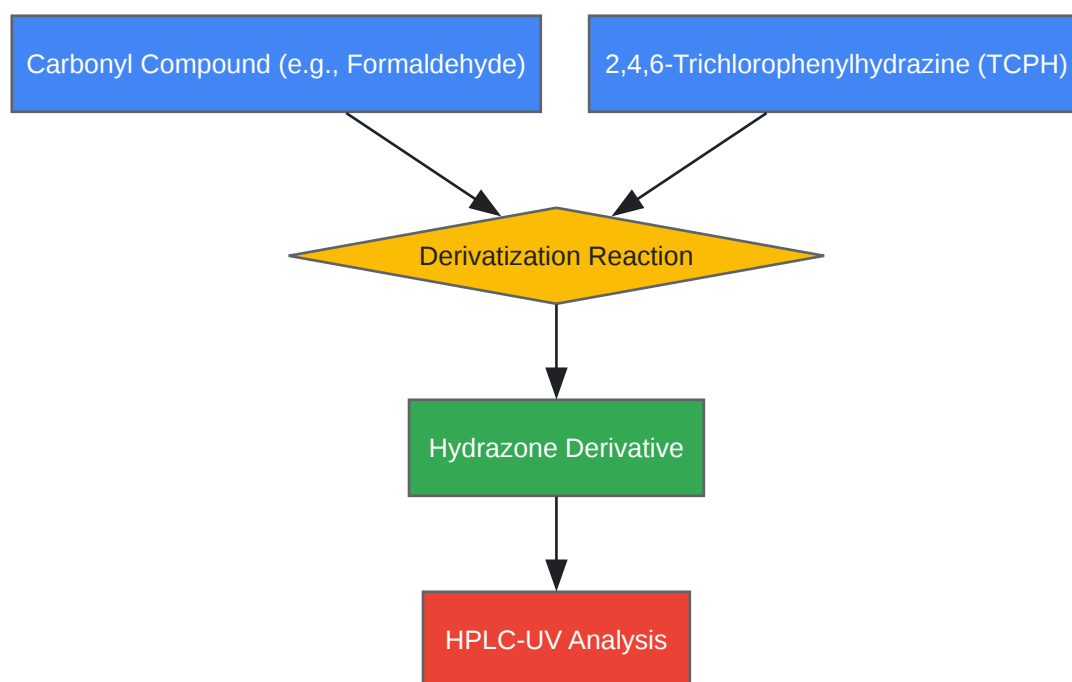 Carbonyl Compound (e.g., Formaldehyde)
2,4,6-Trichlorophenylhydrazine (TCPH)
Derivatization Reaction
Hydrazone Derivative
HPLC-UV Analysis